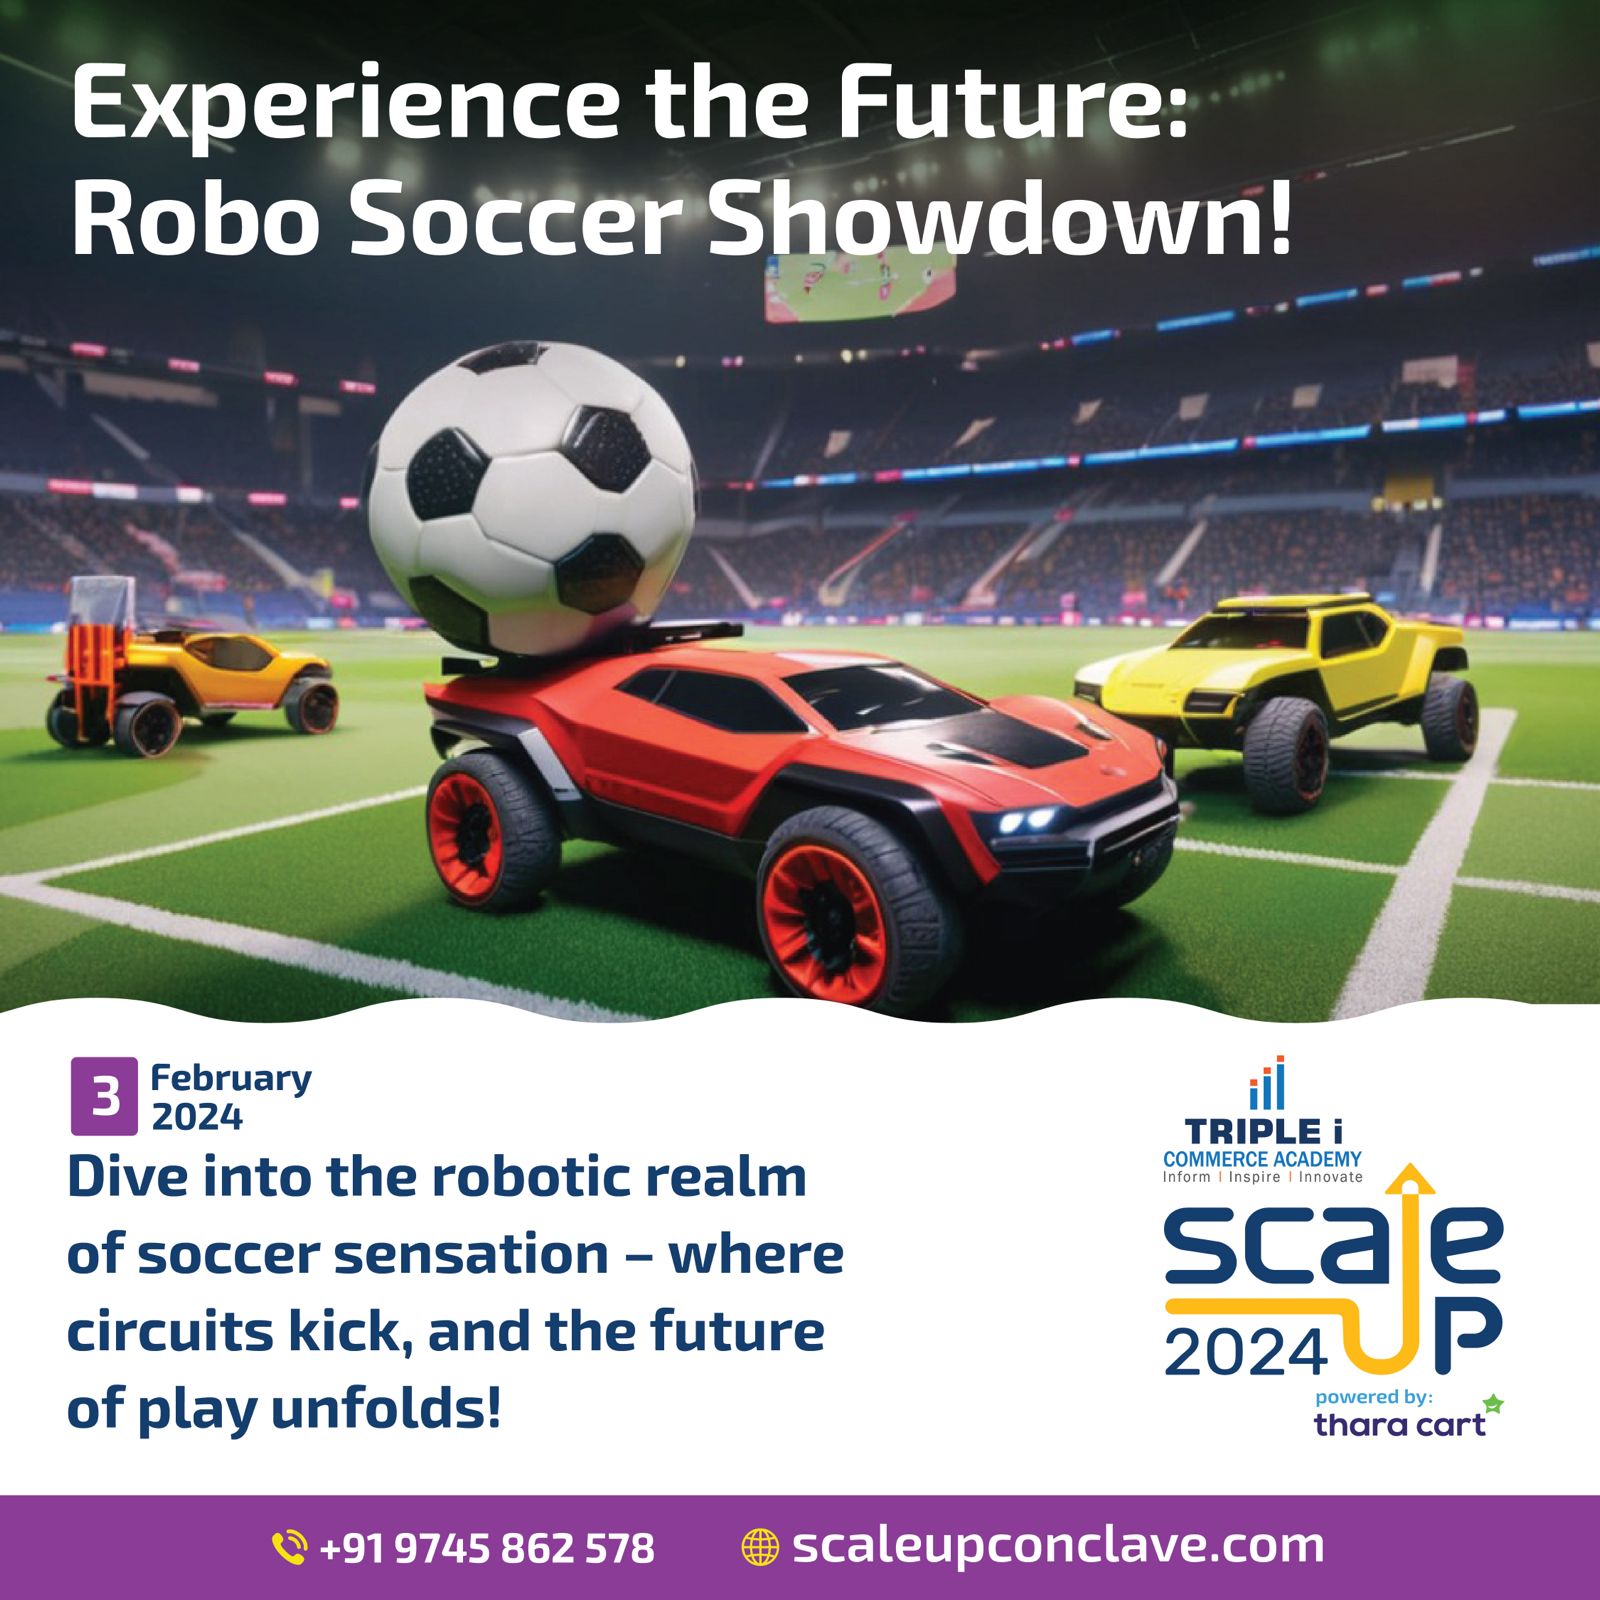 Experience the Future:
Robo Soccer Showdown!
3
February
2024
Dive into the robotic realm
of soccer sensation – where
circuits kick, and the future
of play unfolds!
TRIPLE i
COMMERCE ACADEMY
Inform | Inspire | Innovate
scale
UP
2024
powered by:
thara cart
+91 9745 862 578
scaleupconclave.com